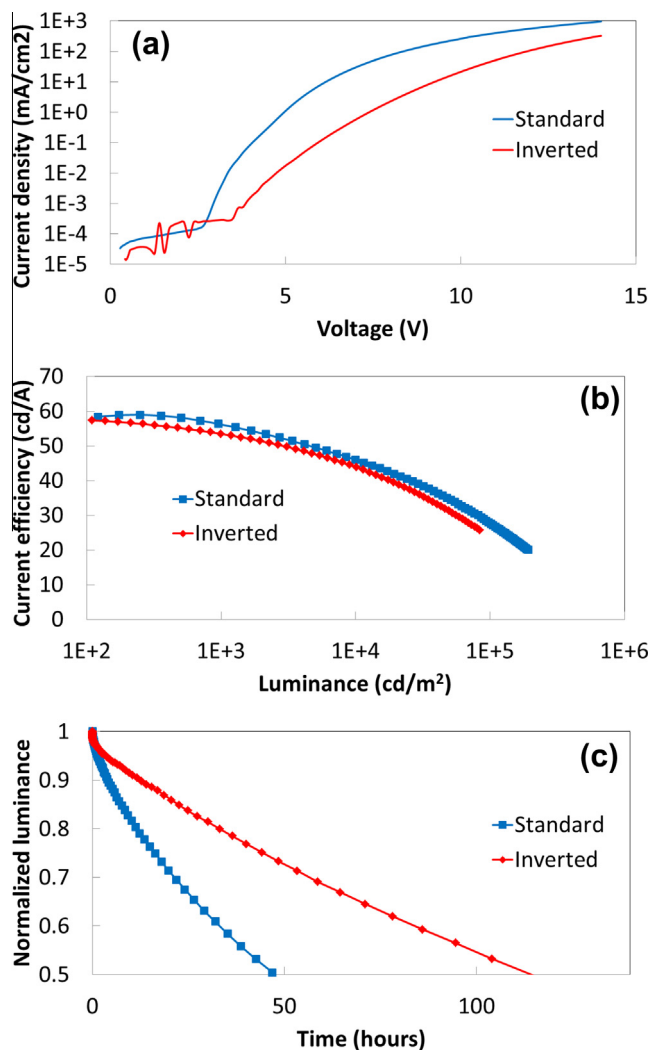 (a)
Current density (mA/cm2)
1E+3
1E+2
1E+1
1E+0
1E-1
1E-2
1E-3
1E-4
1E-5
Standard
Inverted
0 5 10 15
Voltage (V)
(b)
Current efficiency (cd/A)
70
60
50
40
30
20
10
0
Standard
Inverted
1E+2 1E+3 1E+4 1E+5 1E+6
Luminance (cd/m²)
(c)
Normalized luminance
1
0.9
0.8
0.7
0.6
0.5
Standard
Inverted
0 50 100
Time (hours)